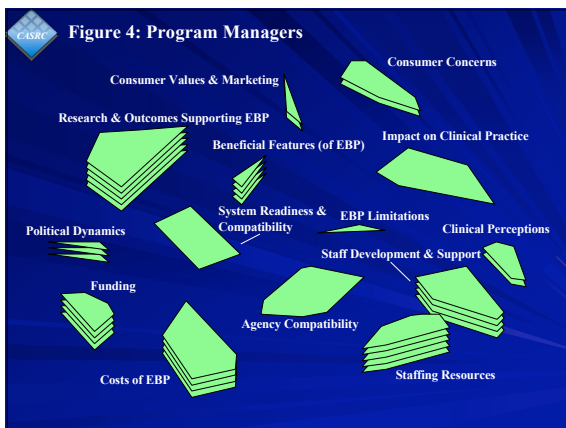 CASRC
Figure 4: Program Managers
Consumer Concerns
Consumer Values & Marketing
Research & Outcomes Supporting EBP
Impact on Clinical Practice
Beneficial Features (of EBP)
System Readiness &
Compatibility
EBP Limitations
Political Dynamics
Clinical Perceptions
Staff Development & Support
Funding
Agency Compatibility
Costs of EBP
Staffing Resources